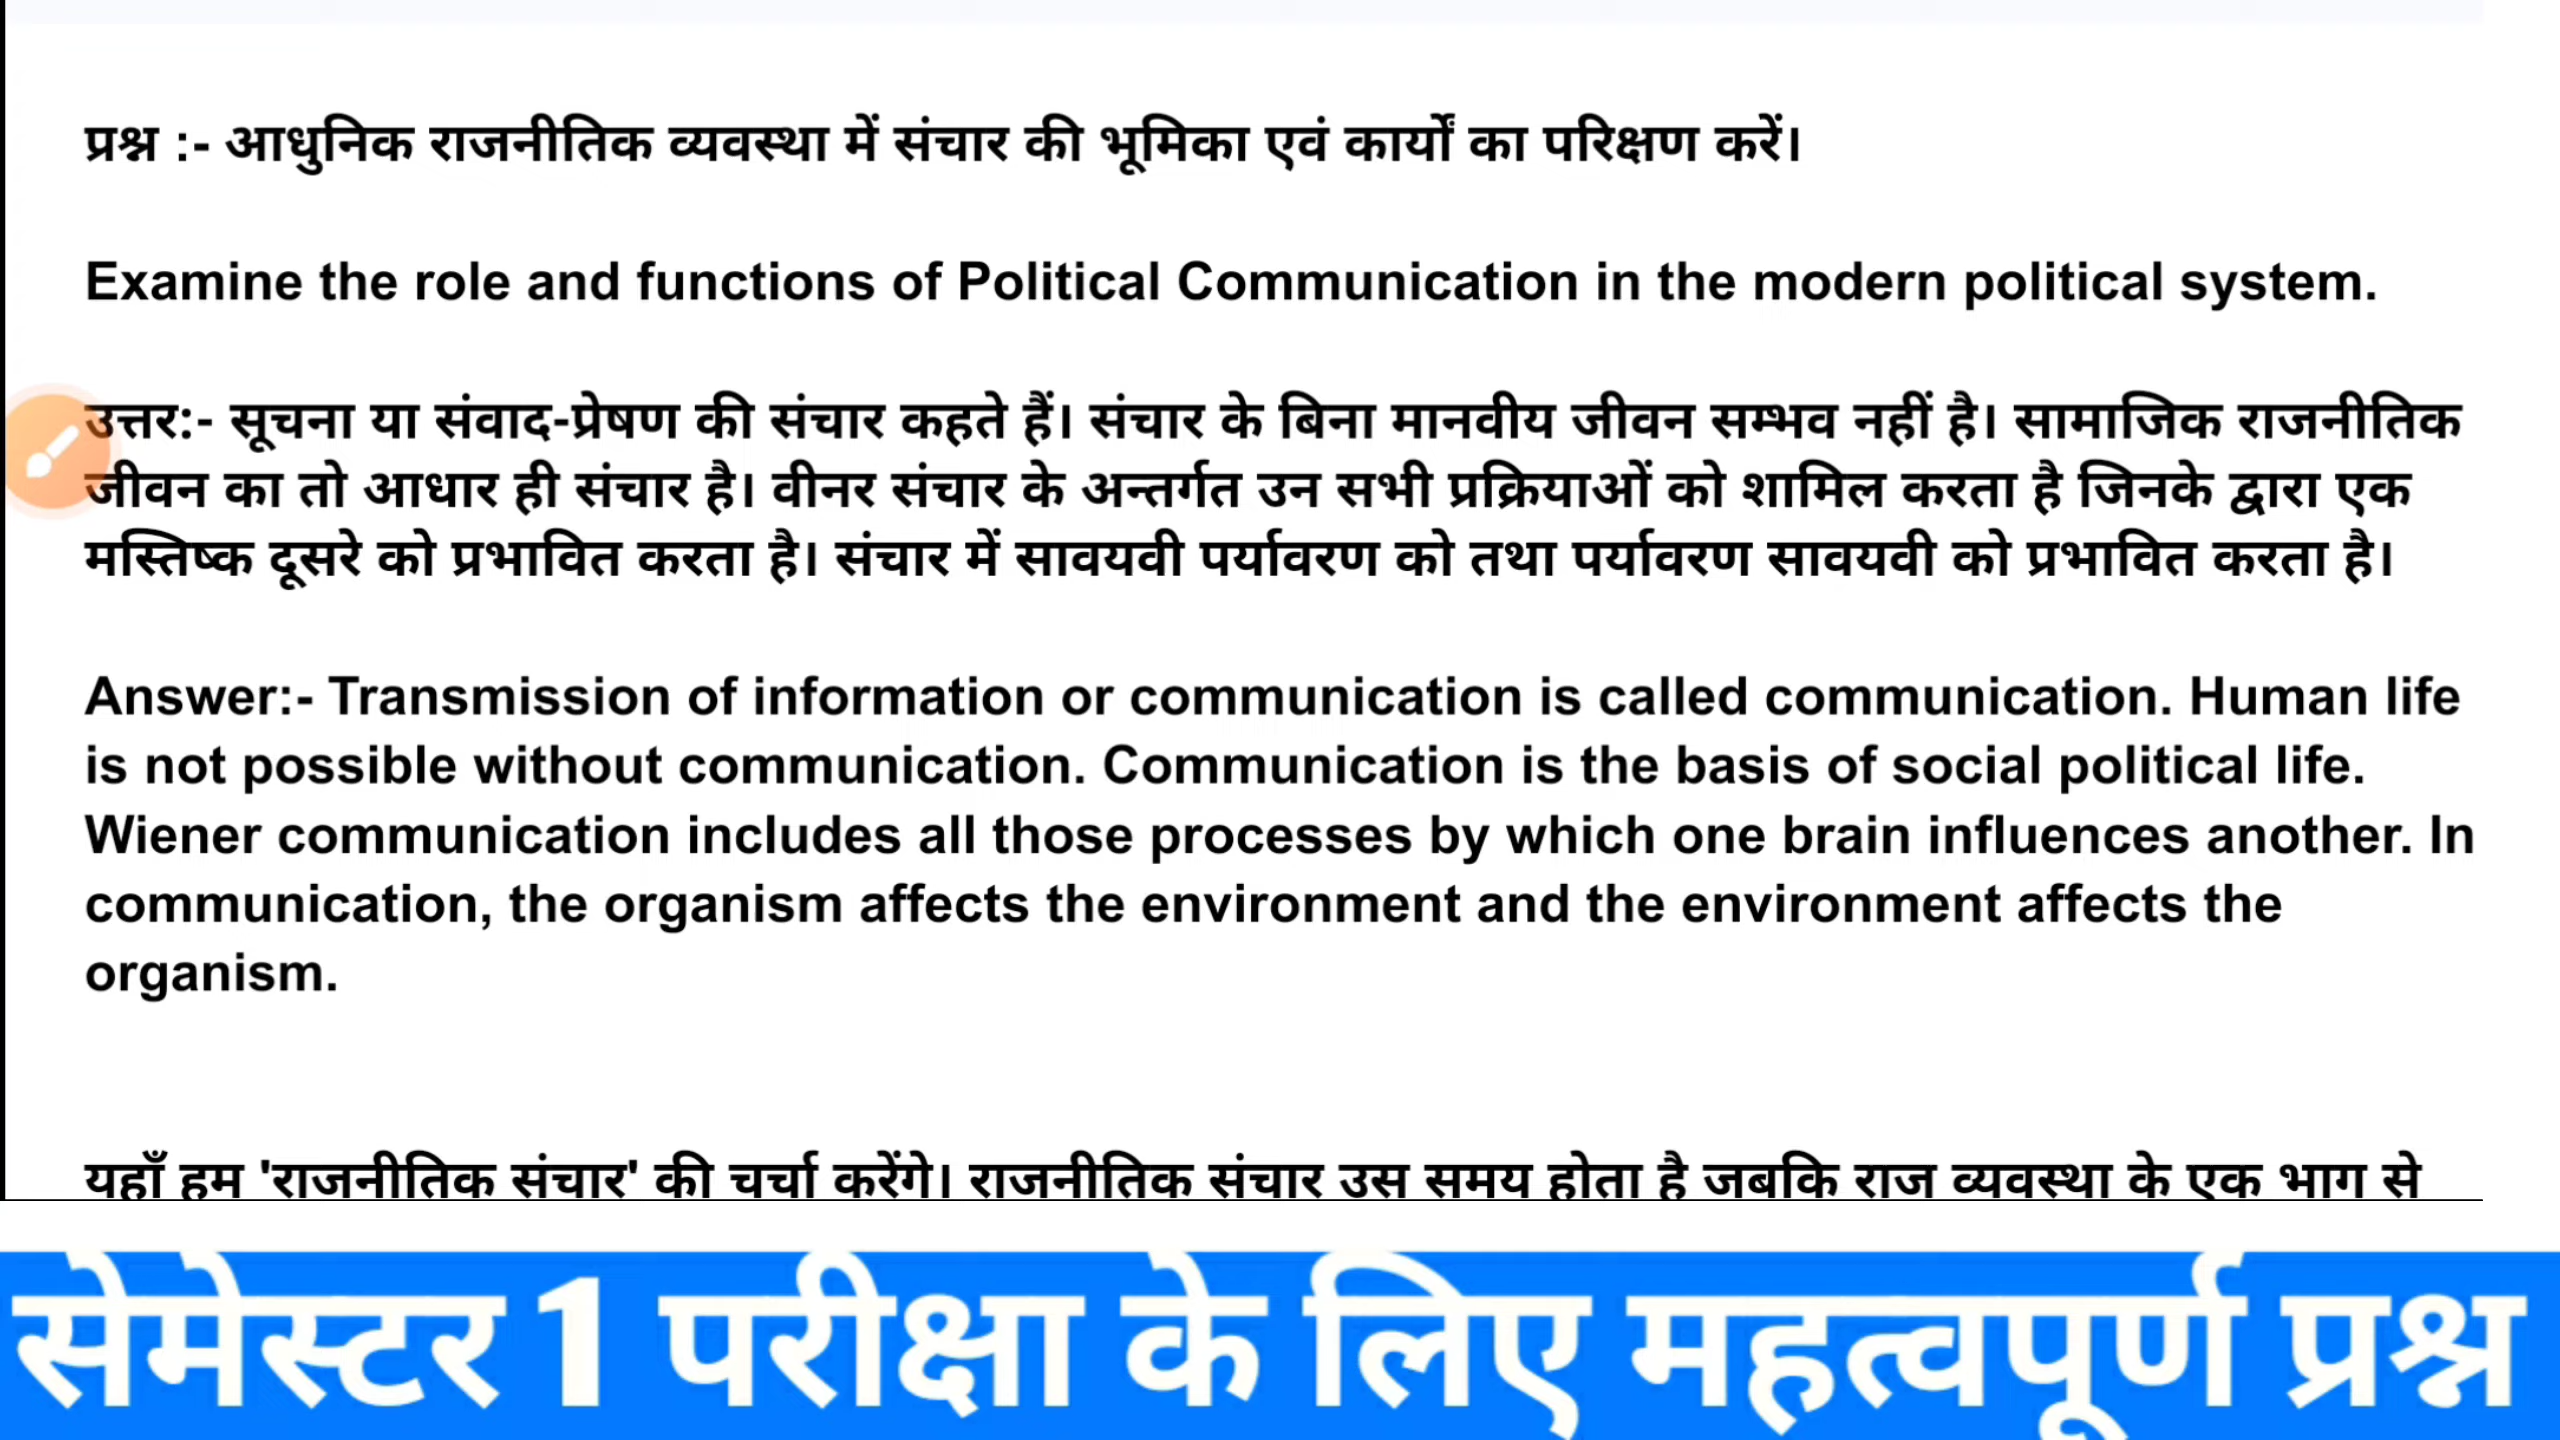 प्रश्न :- आधुनिक राजनीतिक व्यवस्था में संचार की भूमिका एवं कार्यों का परिक्षण करें।
Examine the role and functions of Political Communication in the modern political system.
उत्तर:- सूचना या संवाद-प्रेषण की संचार कहते हैं। संचार के बिना मानवीय जीवन सम्भव नहीं है। सामाजिक राजनीतिक
जीवन का तो आधार ही संचार है। वीनर संचार के अन्तर्गत उन सभी प्रक्रियाओं को शामिल करता है जिनके द्वारा एक
मस्तिष्क दूसरे को प्रभावित करता है। संचार में सावयवी पर्यावरण को तथा पर्यावरण सावयवी को प्रभावित करता है।
Answer:- Transmission of information or communication is called communication. Human life
is not possible without communication. Communication is the basis of social political life.
Wiener communication includes all those processes by which one brain influences another. In
communication, the organism affects the environment and the environment affects the
organism.
यहाँ हम 'राजनीतिक संचार' की चर्चा करेंगे। राजनीतिक संचार उस समय होता है जबकि राज व्यवस्था के एक भाग से
सेमेस्टर 1 परीक्षा के लिए महत्वपूर्ण प्रश्न